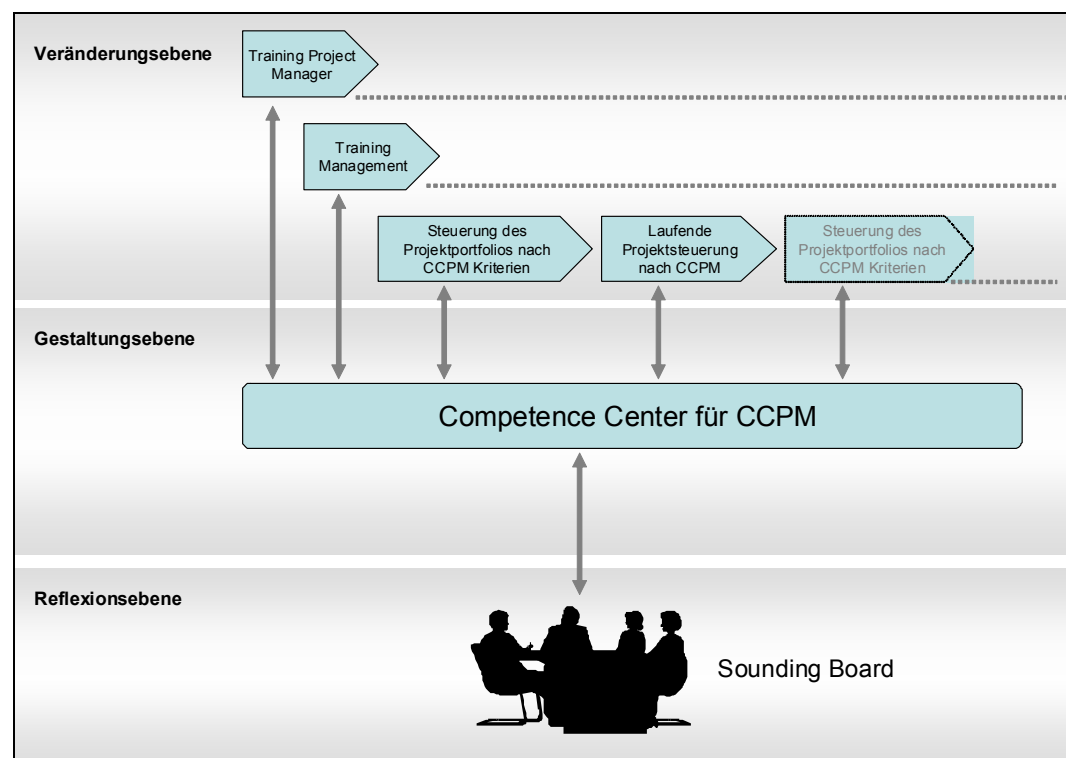 Veränderungsebene
Training Project
Manager
Training
Management
Steuerung des
Projektportfolios nach
CCPM Kriterien
Laufende
Projektsteuerung
nach CCPM
Steuerung des
Projektportfolios nach
CCPM Kriterien
Gestaltungsebene
Competence Center für CCPM
Reflexionsebene
Sounding Board